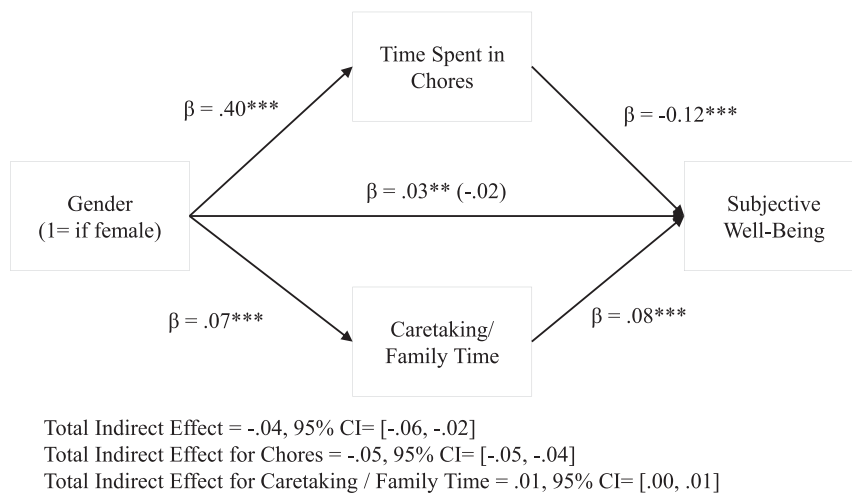 Time Spent in
Chores
β = .40***
β = -0.12***
Gender
(1= if female)
β = .03** (-.02)
Subjective
Well-Being
β = .07***
Caretaking/
Family Time
β = .08***
Total Indirect Effect = -.04, 95% CI= [-.06, -.02]
Total Indirect Effect for Chores = -.05, 95% CI= [-.05, -.04]
Total Indirect Effect for Caretaking / Family Time = .01, 95% CI= [.00, .01]